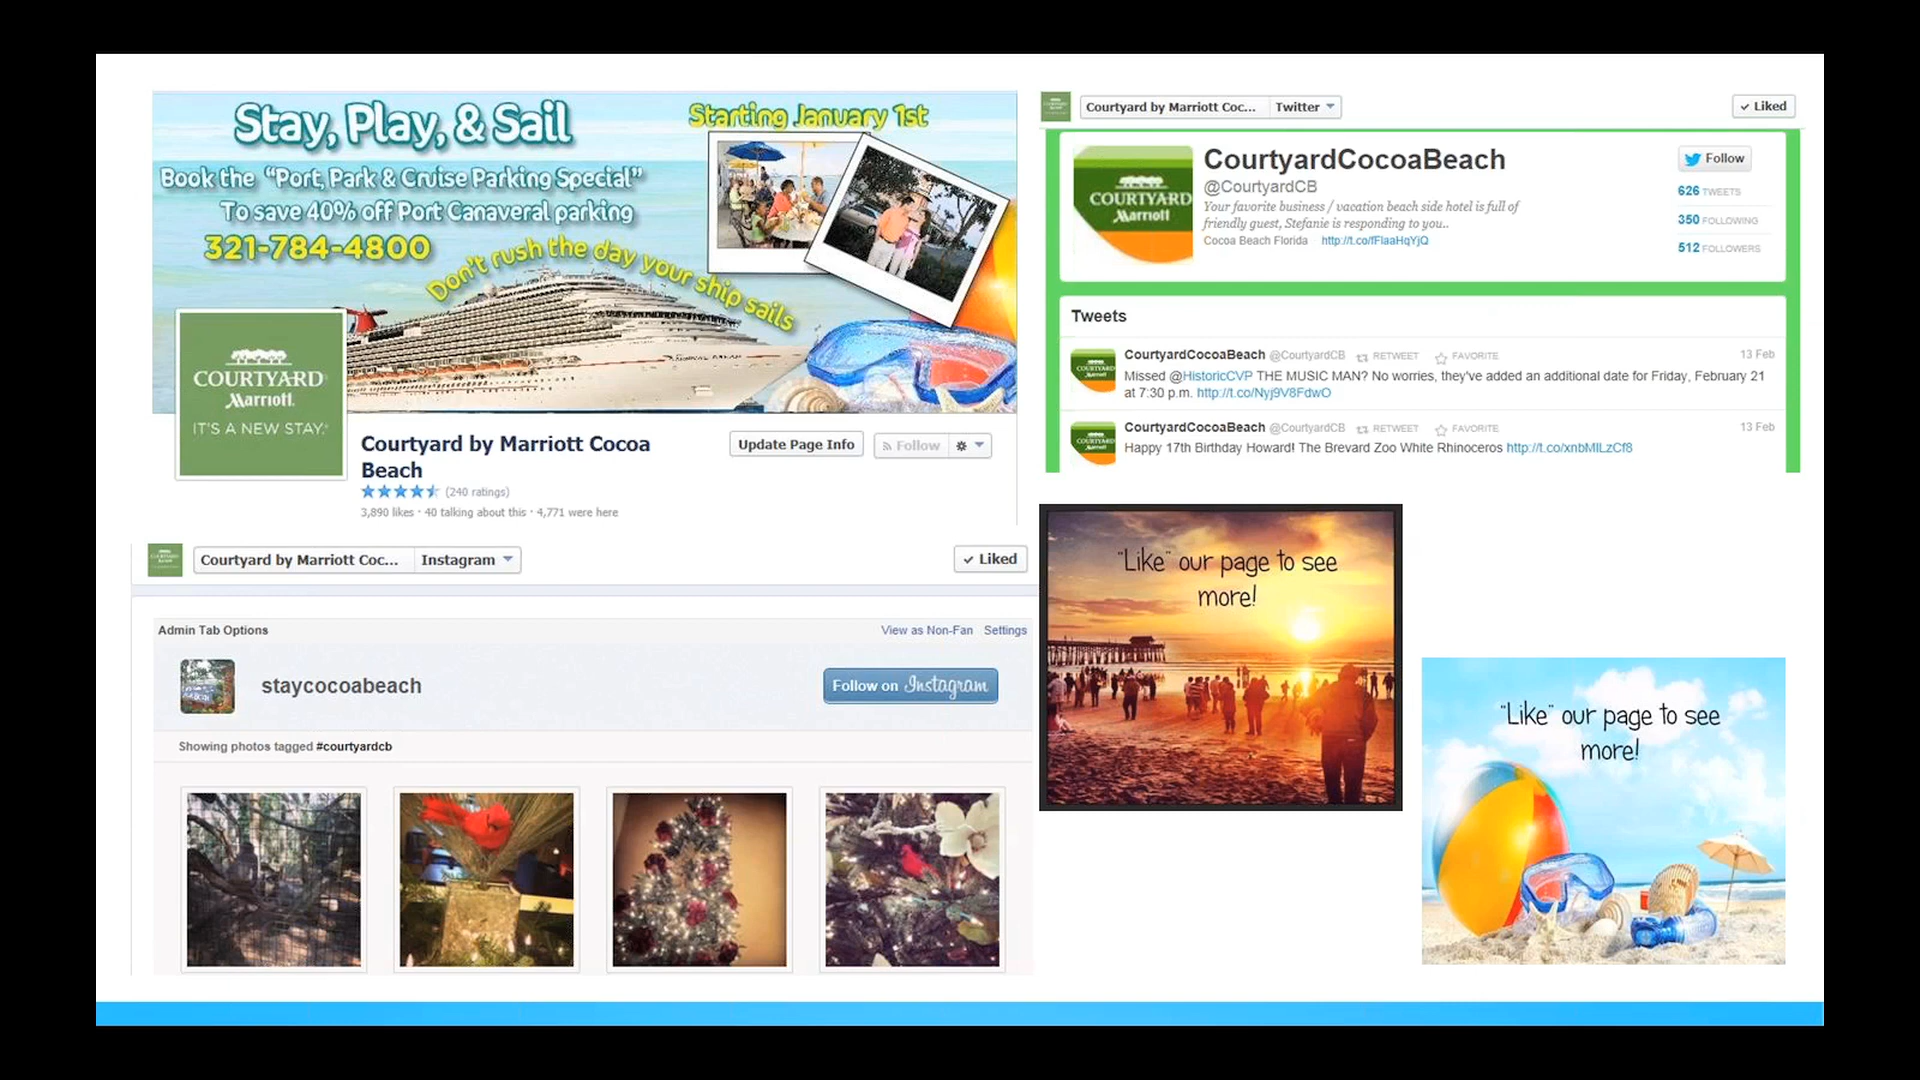 Stay, Play, & Sail
Starting January 1st
Book the "Port, Park & Cruise Parking Special"
To save 40% off Port Canaveral parking
321-784-4800
Don't rush the day your ship sails
COURTYARD
Marriott
IT'S A NEW STAY.
Courtyard by Marriott Cocoa
Beach
(240 ratings)
3,890 likes · 40 talking about this · 4,771 were here
Update Page Info
Follow
Courtyard by Marriott Coc... Twitter
Liked
COURTYARD
Marriott
CourtyardCocoaBeach
@CourtyardCB
Your favorite business / vacation beach side hotel is full of
friendly guest, Stefanie is responding to you..
Cocoa Beach Florida http://t.co/fFlaaHqYjQ
Follow
626 TWEETS
350 FOLLOWING
512 FOLLOWERS
Tweets
CourtyardCocoaBeach @CourtyardCB RETWEET FAVORITE 13 Feb
Missed @HistoricCVP THE MUSIC MAN? No worries, they've added an additional date for Friday, February 21
at 7:30 p.m. http://t.co/Nyj9V8FdwO
CourtyardCocoaBeach @CourtyardCB RETWEET FAVORITE 13 Feb
Happy 17th Birthday Howard! The Brevard Zoo White Rhinoceros http://t.co/xnbMILzCf8
Courtyard by Marriott Coc... Instagram
Liked
Admin Tab Options
View as Non-Fan Settings
staycocoabeach
Follow on Instagram
Showing photos tagged #courtyardcb
"Like" our page to see
more!
"Like" our page to see
more!